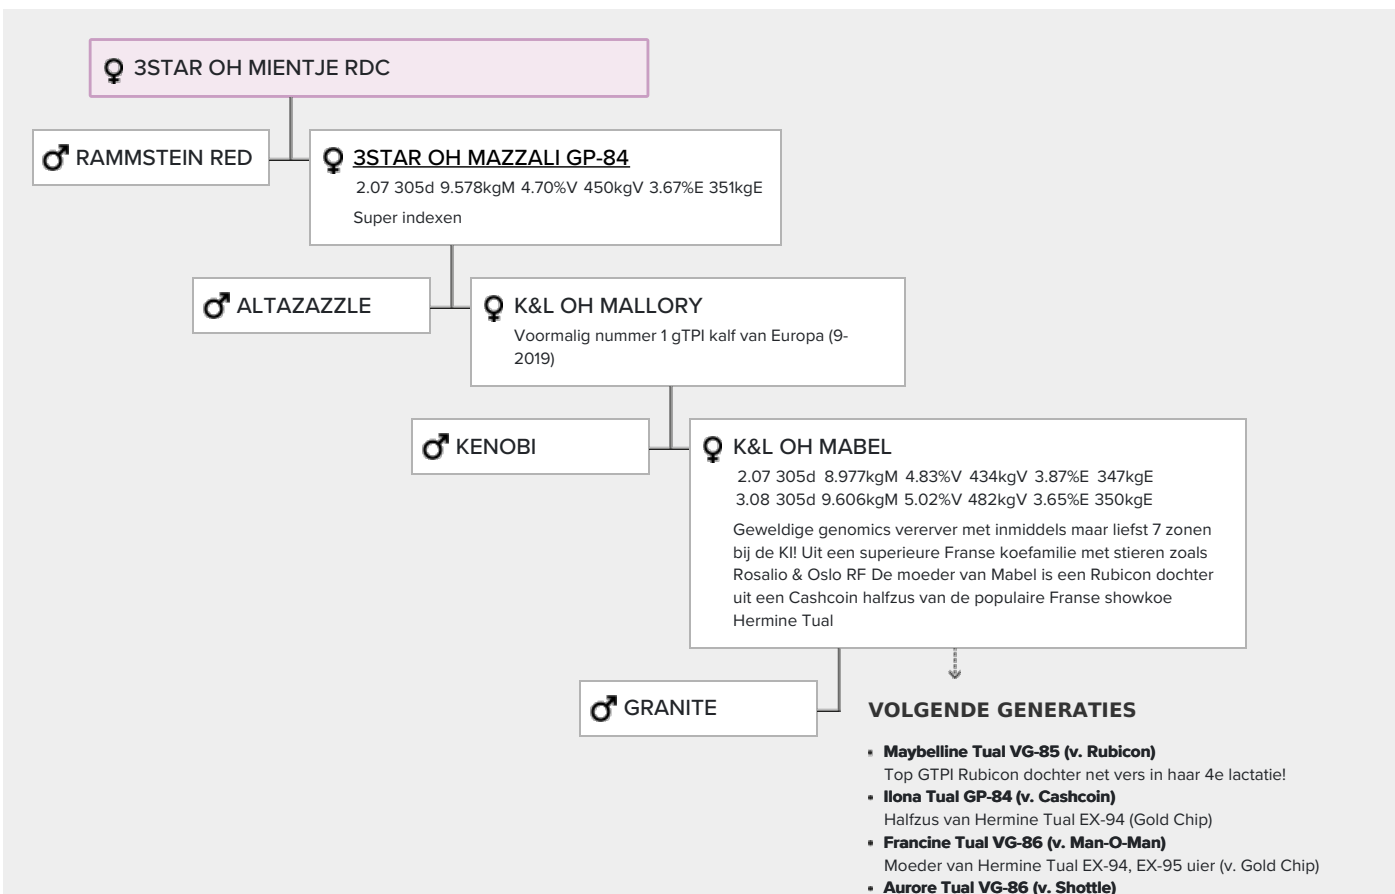 3STAR OH MIENTJE RDC
RAMMSTEIN RED
3STAR OH MAZZALI GP-84
2.07 305d 9.578kgM 4.70%V 450kgV 3.67%E 351kgE
Super indexen
ALTAZAZZLE
K&L OH MALLORY
Voormalig nummer 1 gTPI kalf van Europa (9-
2019)
KENOBI
K&L OH MABEL
2.07 305d 8.977kgM 4.83%V 434kgV 3.87%E 347kgE
3.08 305d 9.606kgM 5.02%V 482kgV 3.65%E 350kgE
Geweldige genomics vererver met inmiddels maar liefst 7 zonen
bij de KI! Uit een superieure Franse koefamilie met stieren zoals
Rosalio & Oslo RF De moeder van Mabel is een Rubicon dochter
uit een Cashcoin halfzus van de populaire Franse showkoe
Hermine Tual
GRANITE
VOLGENDE GENERATIES
Maybelline Tual VG-85 (v. Rubicon)
Top GTPI Rubicon dochter net vers in haar 4e lactatie!
Ilona Tual GP-84 (v. Cashcoin)
Halfzus van Hermine Tual EX-94 (Gold Chip)
Francine Tual VG-86 (v. Man-O-Man)
Moeder van Hermine Tual EX-94, EX-95 uier (v. Gold Chip)
Aurore Tual VG-86 (v. Shottle)